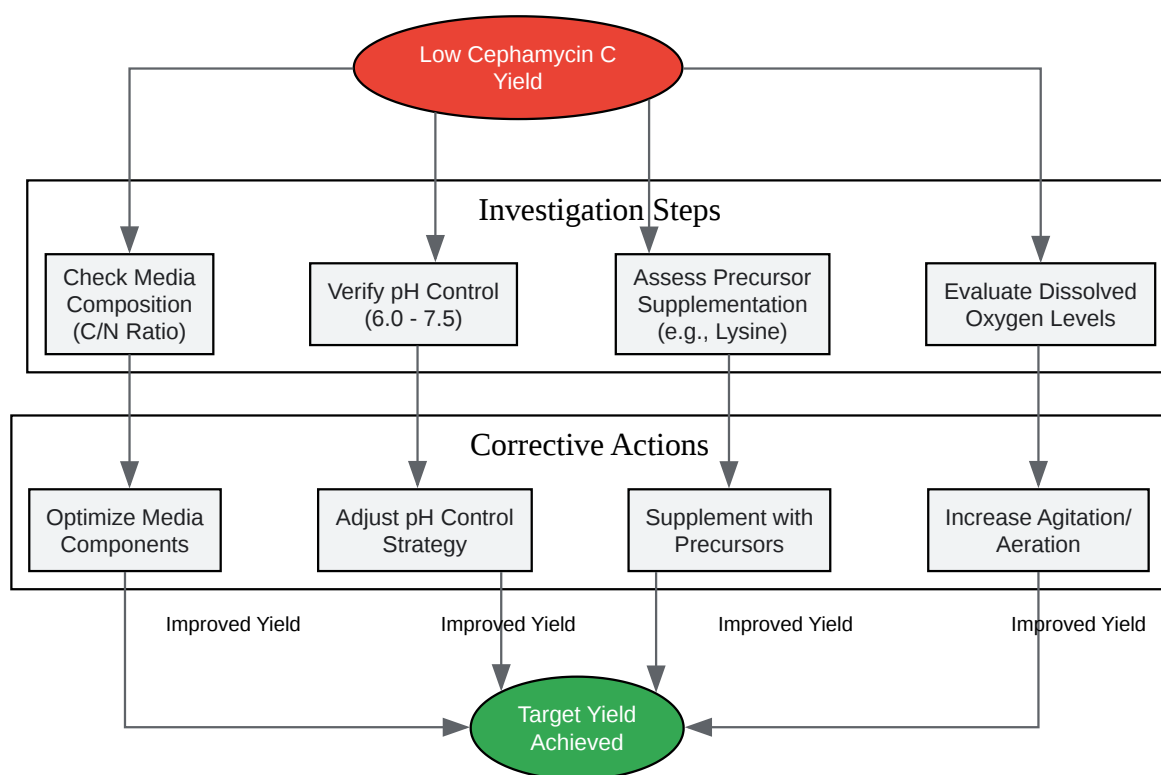 Low Cephamycin C
Yield
Investigation Steps
Check Media
Composition
(C/N Ratio)
Verify pH Control
(6.0 - 7.5)
Assess Precursor
Supplementation
(e.g., Lysine)
Evaluate Dissolved
Oxygen Levels
Corrective Actions
Optimize Media
Components
Adjust pH Control
Strategy
Supplement with
Precursors
Increase Agitation/
Aeration
Improved Yield
Improved Yield
Improved Yield
Improved Yield
Target Yield
Achieved